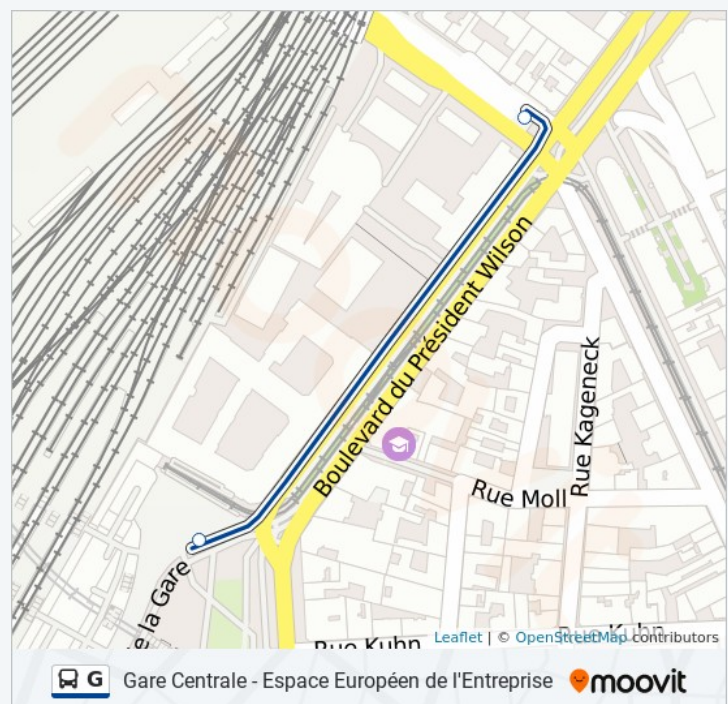 Boulevard du Président Wilson
Rue Kageneck
Rue Moll
e la Gare
Rue Kuhn
Rue Kuhn
Leaflet | © OpenStreetMap contributors
G Gare Centrale - Espace Européen de l'Entreprise moovit